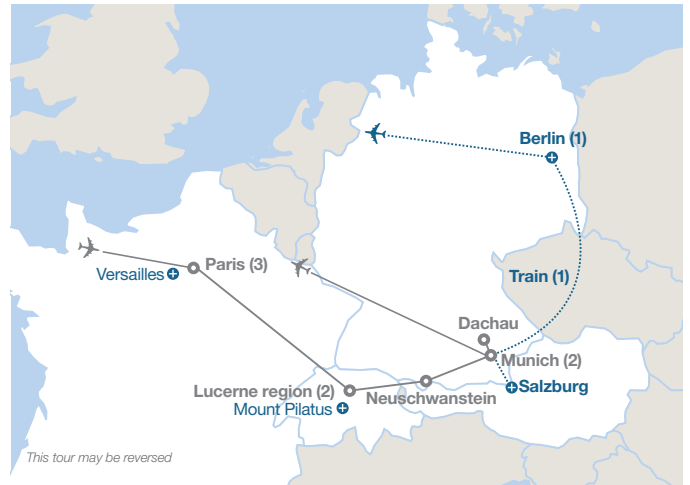 Berlin (1)
Paris (3)
Versailles
Train (1)
Dachau
Munich (2)
Salzburg
Lucerne region (2)
Neuschwanstein
Mount Pilatus
This tour may be reversed